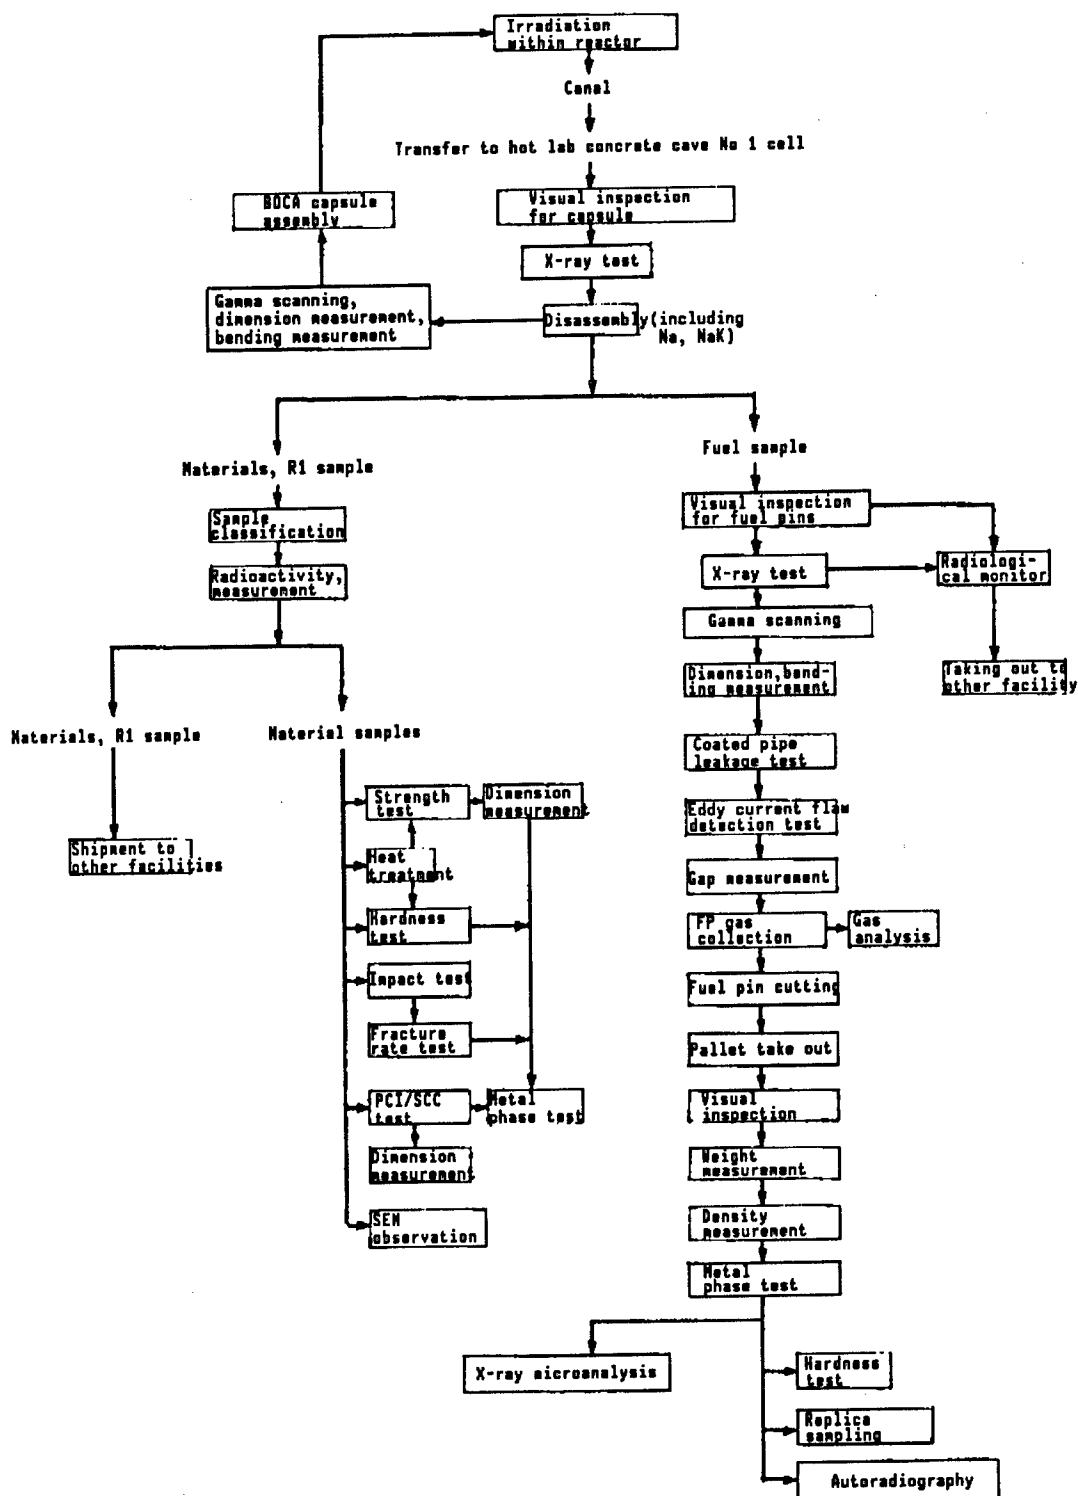 Irradiation
within reactor
Canal
Transfer to hot lab concrete cave No 1 cell
BOCA capsule
assembly
Visual inspection
for capsule
X-ray test
Gamma scanning,
dimension measurement,
bending measurement
Disassembly(including
Na, NaK)
Materials, R1 sample
Sample
classification
Radioactivity,
measurement
Materials, R1 sample
Shipment to
other facilities
Material samples
Strength
test
Dimension
measurement
Heat
treatment
Hardness
test
Impact test
Fracture
rate test
PCI/SCC
test
Metal
phase test
Dimension
measurement
SEM
observation
Fuel sample
Visual inspection
for fuel pins
X-ray test
Radiologi-
cal monitor
Gamma scanning
Taking out to
other facility
Dimension,bend-
ing measurement
Coated pipe
leakage test
Eddy current flaw
detection test
Gap measurement
FP gas
collection
Gas
analysis
Fuel pin cutting
Pallet take out
Visual
inspection
Weight
measurement
Density
measurement
Metal
phase test
X-ray microanalysis
Hardness
test
Replica
sampling
Autoradiography